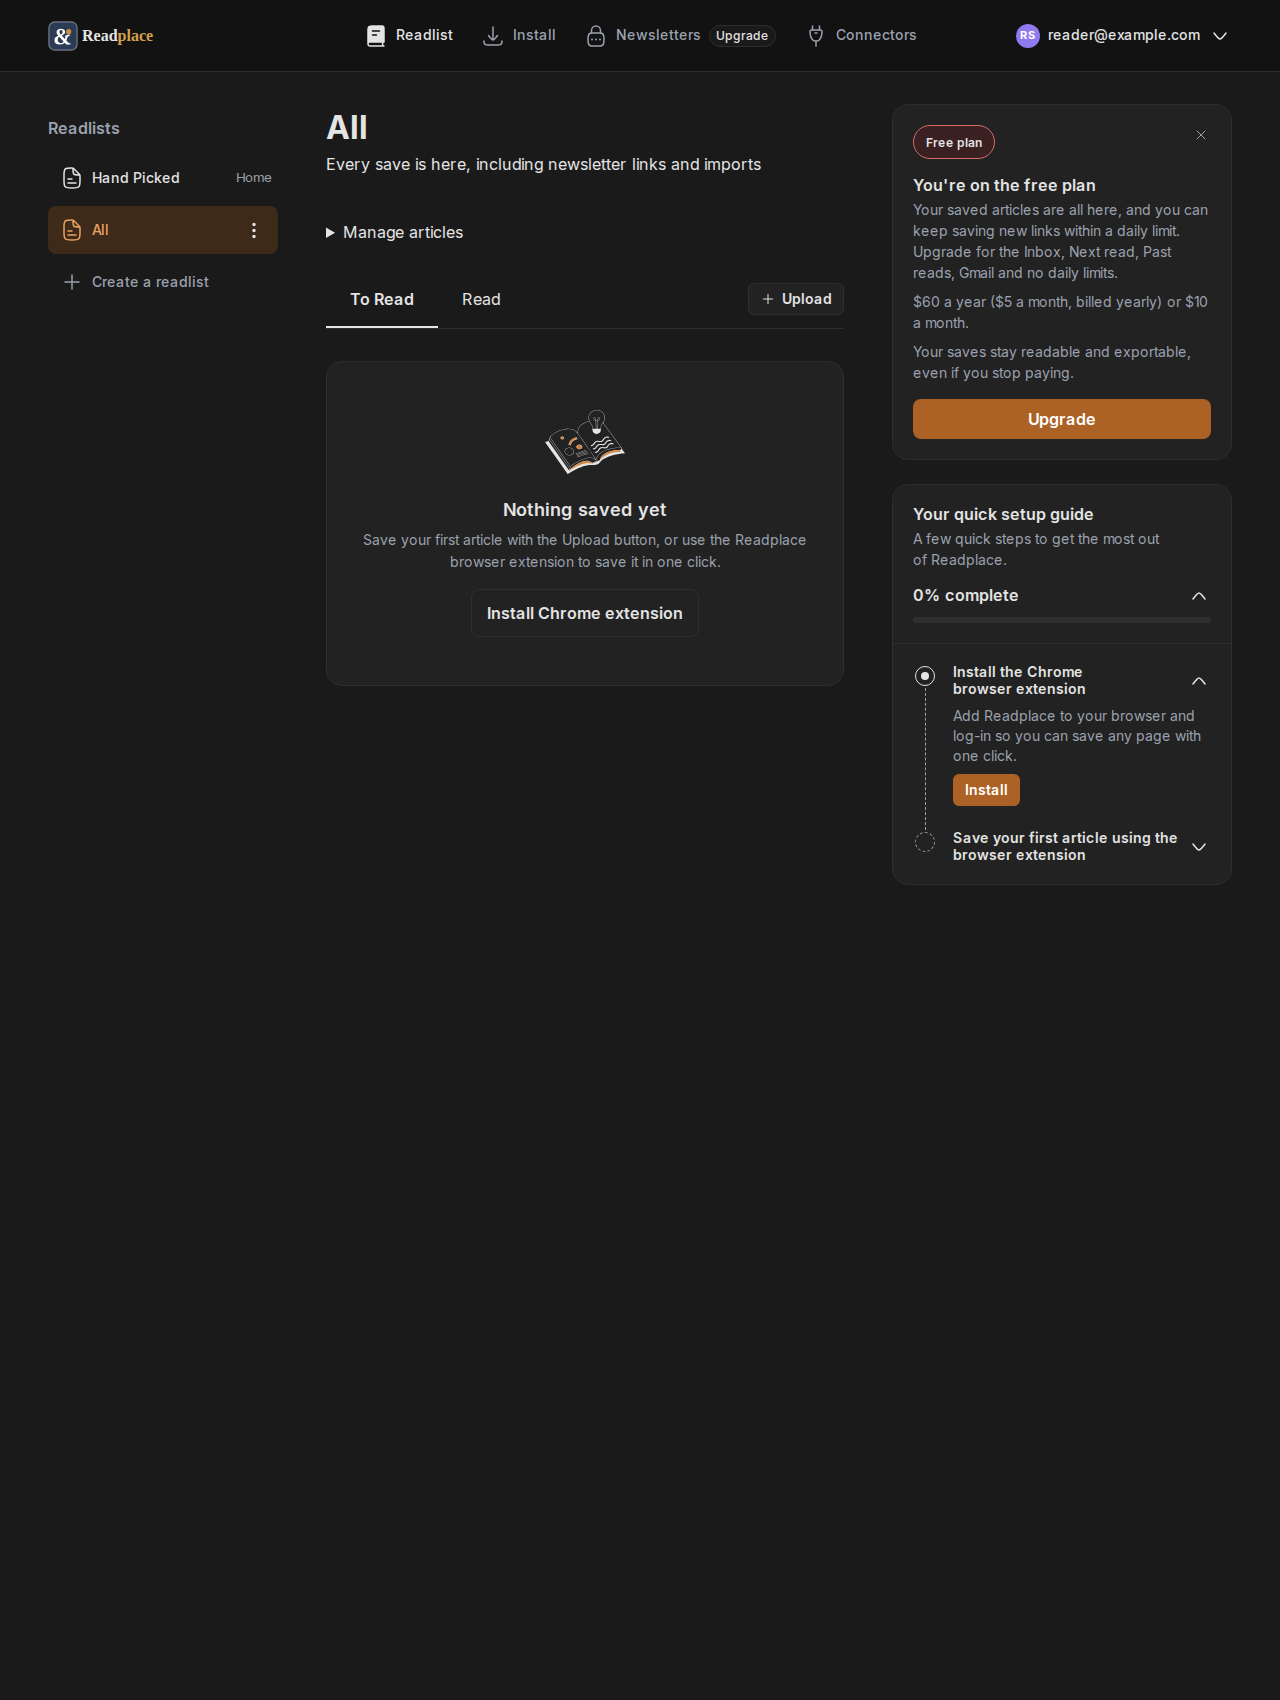 & Readplace
Readlist
Install
Newsletters
Upgrade
Connectors
RS
reader@example.com
Readlists
Hand Picked
Home
All
Create a readlist
All
Every save is here, including newsletter links and imports
Manage articles
To Read
Read
Upload
Nothing saved yet
Save your first article with the Upload button, or use the Readplace
browser extension to save it in one click.
Install Chrome extension
Free plan
You're on the free plan
Your saved articles are all here, and you can
keep saving new links within a daily limit.
Upgrade for the Inbox, Next read, Past
reads, Gmail and no daily limits.
$60 a year ($5 a month, billed yearly) or $10
a month.
Your saves stay readable and exportable,
even if you stop paying.
Upgrade
Your quick setup guide
A few quick steps to get the most out
of Readplace.
0% complete
Install the Chrome
browser extension
Add Readplace to your browser and
log-in so you can save any page with
one click.
Install
Save your first article using the
browser extension